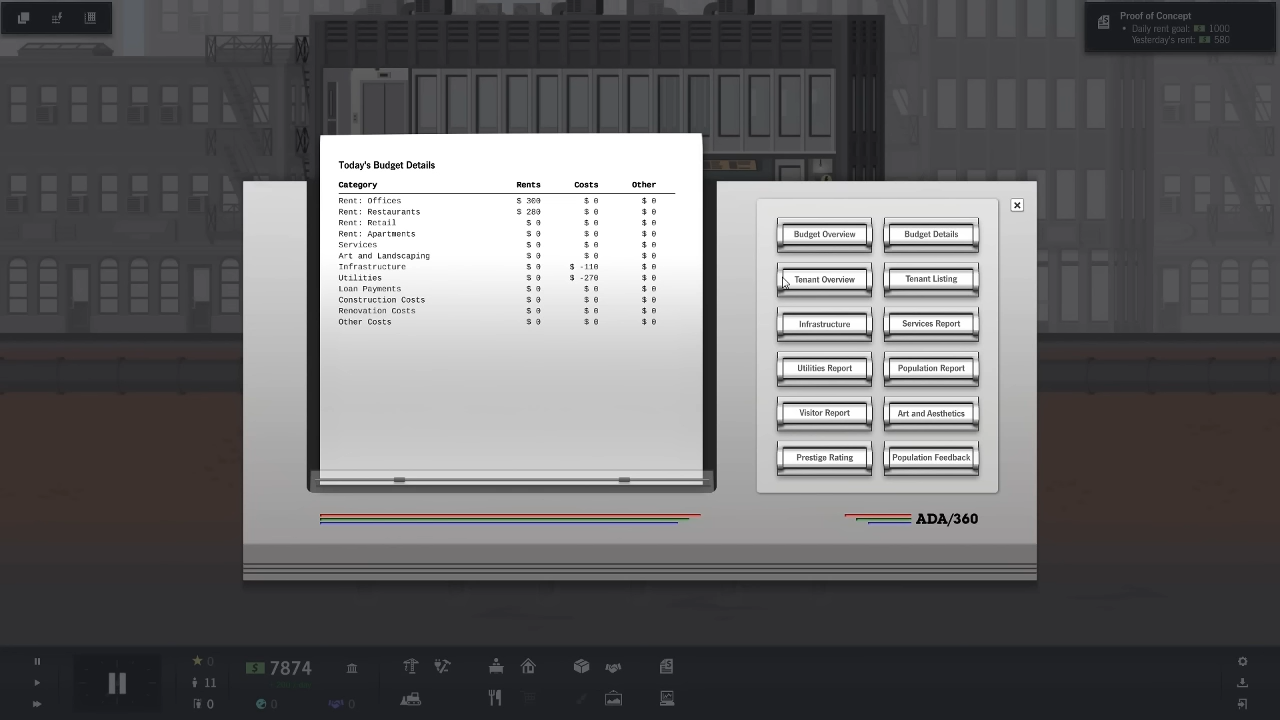 Proof of Concept
• Daily rent goal: 1000
Yesterday's rent: 580
Today's Budget Details
Category Rents Costs Other
Rent: Offices $ 300 $ 0 $ 0
Rent: Restaurants $ 280 $ 0 $ 0
Rent: Retail $ 0 $ 0 $ 0
Rent: Apartments $ 0 $ 0 $ 0
Services $ 0 $ 0 $ 0
Art and Landscaping $ 0 $ 0 $ 0
Infrastructure $ 0 $ -110 $ 0
Utilities $ 0 $ -270 $ 0
Loan Payments $ 0 $ 0 $ 0
Construction Costs $ 0 $ 0 $ 0
Renovation Costs $ 0 $ 0 $ 0
Other Costs $ 0 $ 0 $ 0
Budget Overview Budget Details
Tenant Overview Tenant Listing
Infrastructure Services Report
Utilities Report Population Report
Visitor Report Art and Aesthetics
Prestige Rating Population Feedback
ADA/360
0
$ 7874
11
0 0 0